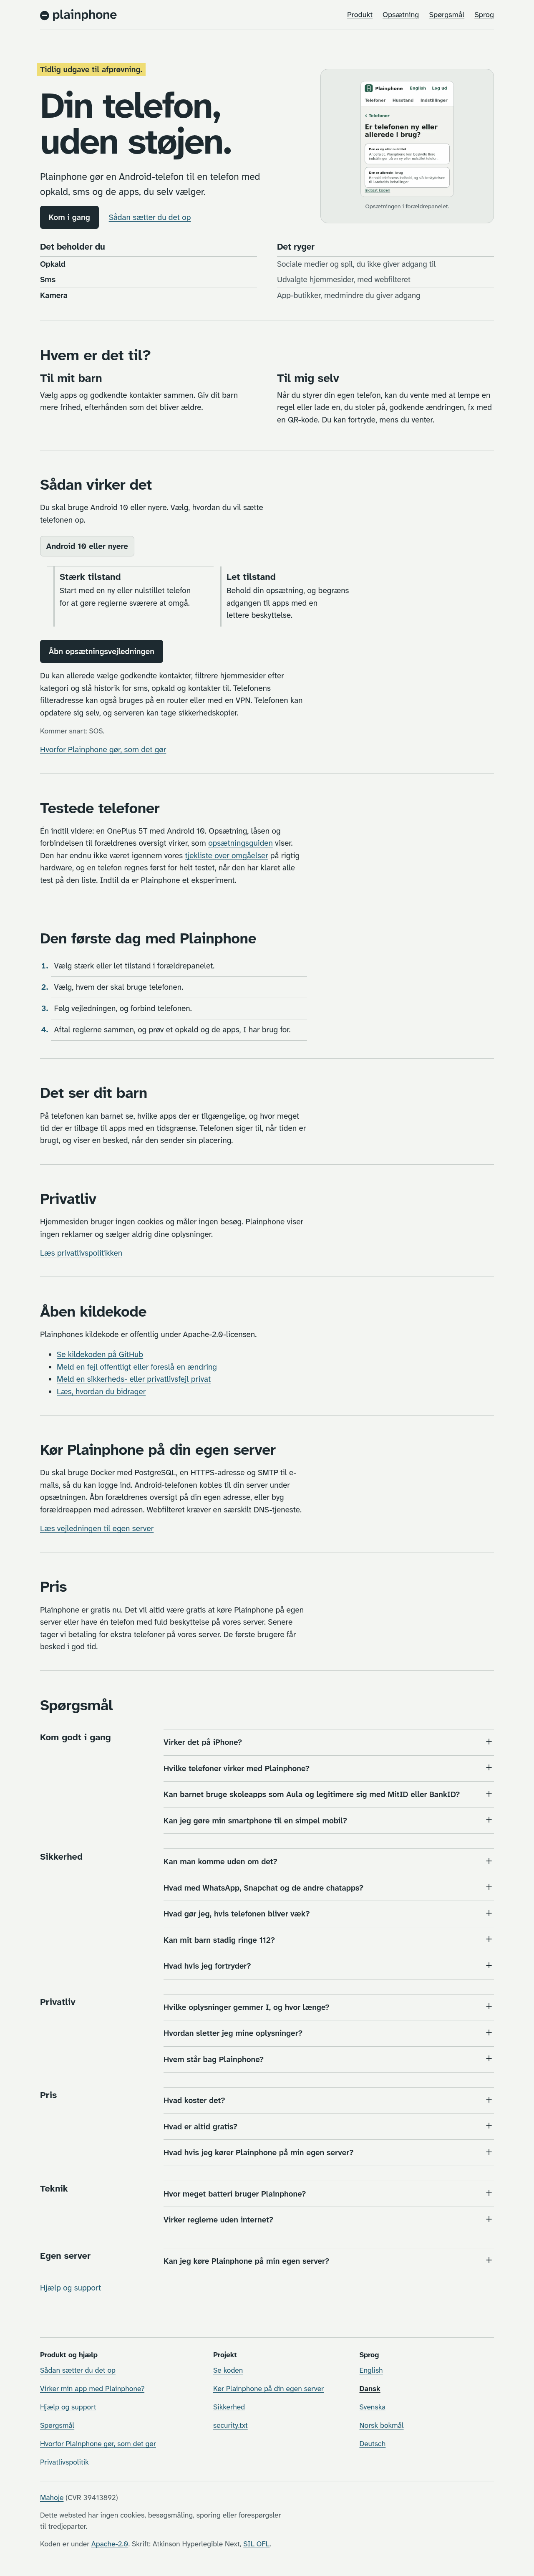 plainphone
Produkt Opsætning Spørgsmål Sprog
Tidlig udgave til afprøvning.
Din telefon,
uden støjen.
Plainphone gør en Android-telefon til en telefon med
opkald, sms og de apps, du selv vælger.
Kom i gang Sådan sætter du det op
Plainphone English Log ud
Telefoner Husstand Indstillinger
‹ Telefoner
Er telefonen ny eller
allerede i brug?
Den er ny eller nulstillet
Den er allerede i brug
Opsætningen i forældrepanelet.
Det beholder du
Opkald
Sms
Kamera
Det ryger
Sociale medier og spil, du ikke giver adgang til
Udvalgte hjemmesider, med webfilteret
App-butikker, medmindre du giver adgang
Hvem er det til?
Til mit barn
Vælg apps og godkendte kontakter sammen. Giv dit barn
mere frihed, efterhånden som det bliver ældre.
Til mig selv
Når du styrer din egen telefon, kan du vente med at lempe en
regel eller lade en, du stoler på, godkende ændringen, fx med
en QR-kode. Du kan fortryde, mens du venter.
Sådan virker det
Du skal bruge Android 10 eller nyere. Vælg, hvordan du vil sætte
telefonen op.
Android 10 eller nyere
Stærk tilstand
Start med en ny eller nulstillet telefon
for at gøre reglerne sværere at omgå.
Let tilstand
Behold din opsætning, og begræns
adgangen til apps med en
lettere beskyttelse.
Åbn opsætningsvejledningen
Du kan allerede vælge godkendte kontakter, filtrere hjemmesider efter
kategori og slå historik for sms, opkald og kontakter til. Telefonens
filteradresse kan også bruges på en router eller med en VPN. Telefonen kan
opdatere sig selv, og serveren kan tage sikkerhedskopier.
Kommer snart: SOS.
Hvorfor Plainphone gør, som det gør
Testede telefoner
Én indtil videre: en OnePlus 5T med Android 10. Opsætning, låsen og
forbindelsen til forældrenes oversigt virker, som opsætningsguiden viser.
Den har endnu ikke været igennem vores tjekliste over omgåelser på rigtig
hardware, og en telefon regnes først for helt testet, når den har klaret alle
test på den liste. Indtil da er Plainphone et eksperiment.
Den første dag med Plainphone
1. Vælg stærk eller let tilstand i forældrepanelet.
2. Vælg, hvem der skal bruge telefonen.
3. Følg vejledningen, og forbind telefonen.
4. Aftal reglerne sammen, og prøv et opkald og de apps, I har brug for.
Det ser dit barn
På telefonen kan barnet se, hvilke apps der er tilgængelige, og hvor meget
tid der er tilbage til apps med en tidsgrænse. Telefonen siger til, når tiden er
brugt, og viser en besked, når den sender sin placering.
Privatliv
Hjemmesiden bruger ingen cookies og måler ingen besøg. Plainphone viser
ingen reklamer og sælger aldrig dine oplysninger.
Læs privatlivspolitikken
Åben kildekode
Plainphones kildekode er offentlig under Apache-2.0-licensen.
• Se kildekoden på GitHub
• Meld en fejl offentligt eller foreslå en ændring
• Meld en sikkerheds- eller privatlivsfejl privat
• Læs, hvordan du bidrager
Kør Plainphone på din egen server
Du skal bruge Docker med PostgreSQL, en HTTPS-adresse og SMTP til e-
mails, så du kan logge ind. Android-telefonen kobles til din server under
opsætningen. Åbn forældrenes oversigt på din egen adresse, eller byg
forældreappen med adressen. Webfilteret kræver en særskilt DNS-tjeneste.
Læs vejledningen til egen server
Pris
Plainphone er gratis nu. Det vil altid være gratis at køre Plainphone på egen
server eller have én telefon med fuld beskyttelse på vores server. Senere
tager vi betaling for ekstra telefoner på vores server. De første brugere får
besked i god tid.
Spørgsmål
Kom godt i gang
Virker det på iPhone?
Hvilke telefoner virker med Plainphone?
Kan barnet bruge skoleapps som Aula og legitimere sig med MitID eller BankID?
Kan jeg gøre min smartphone til en simpel mobil?
Sikkerhed
Kan man komme uden om det?
Hvad med WhatsApp, Snapchat og de andre chatapps?
Hvad gør jeg, hvis telefonen bliver væk?
Kan mit barn stadig ringe 112?
Hvad hvis jeg fortryder?
Privatliv
Hvilke oplysninger gemmer I, og hvor længe?
Hvordan sletter jeg mine oplysninger?
Hvem står bag Plainphone?
Pris
Hvad koster det?
Hvad er altid gratis?
Hvad hvis jeg kører Plainphone på min egen server?
Teknik
Hvor meget batteri bruger Plainphone?
Virker reglerne uden internet?
Egen server
Kan jeg køre Plainphone på min egen server?
Hjælp og support
Produkt og hjælp
Sådan sætter du det op
Virker min app med Plainphone?
Hjælp og support
Spørgsmål
Hvorfor Plainphone gør, som det gør
Privatlivspolitik
Projekt
Se koden
Kør Plainphone på din egen server
Sikkerhed
security.txt
Sprog
English
Dansk
Svenska
Norsk bokmål
Deutsch
Mahoje (CVR 39413892)
Dette websted har ingen cookies, besøgsmåling, sporing eller forespørgsler
til tredjeparter.
Koden er under Apache-2.0. Skrift: Atkinson Hyperlegible Next, SIL OFL.